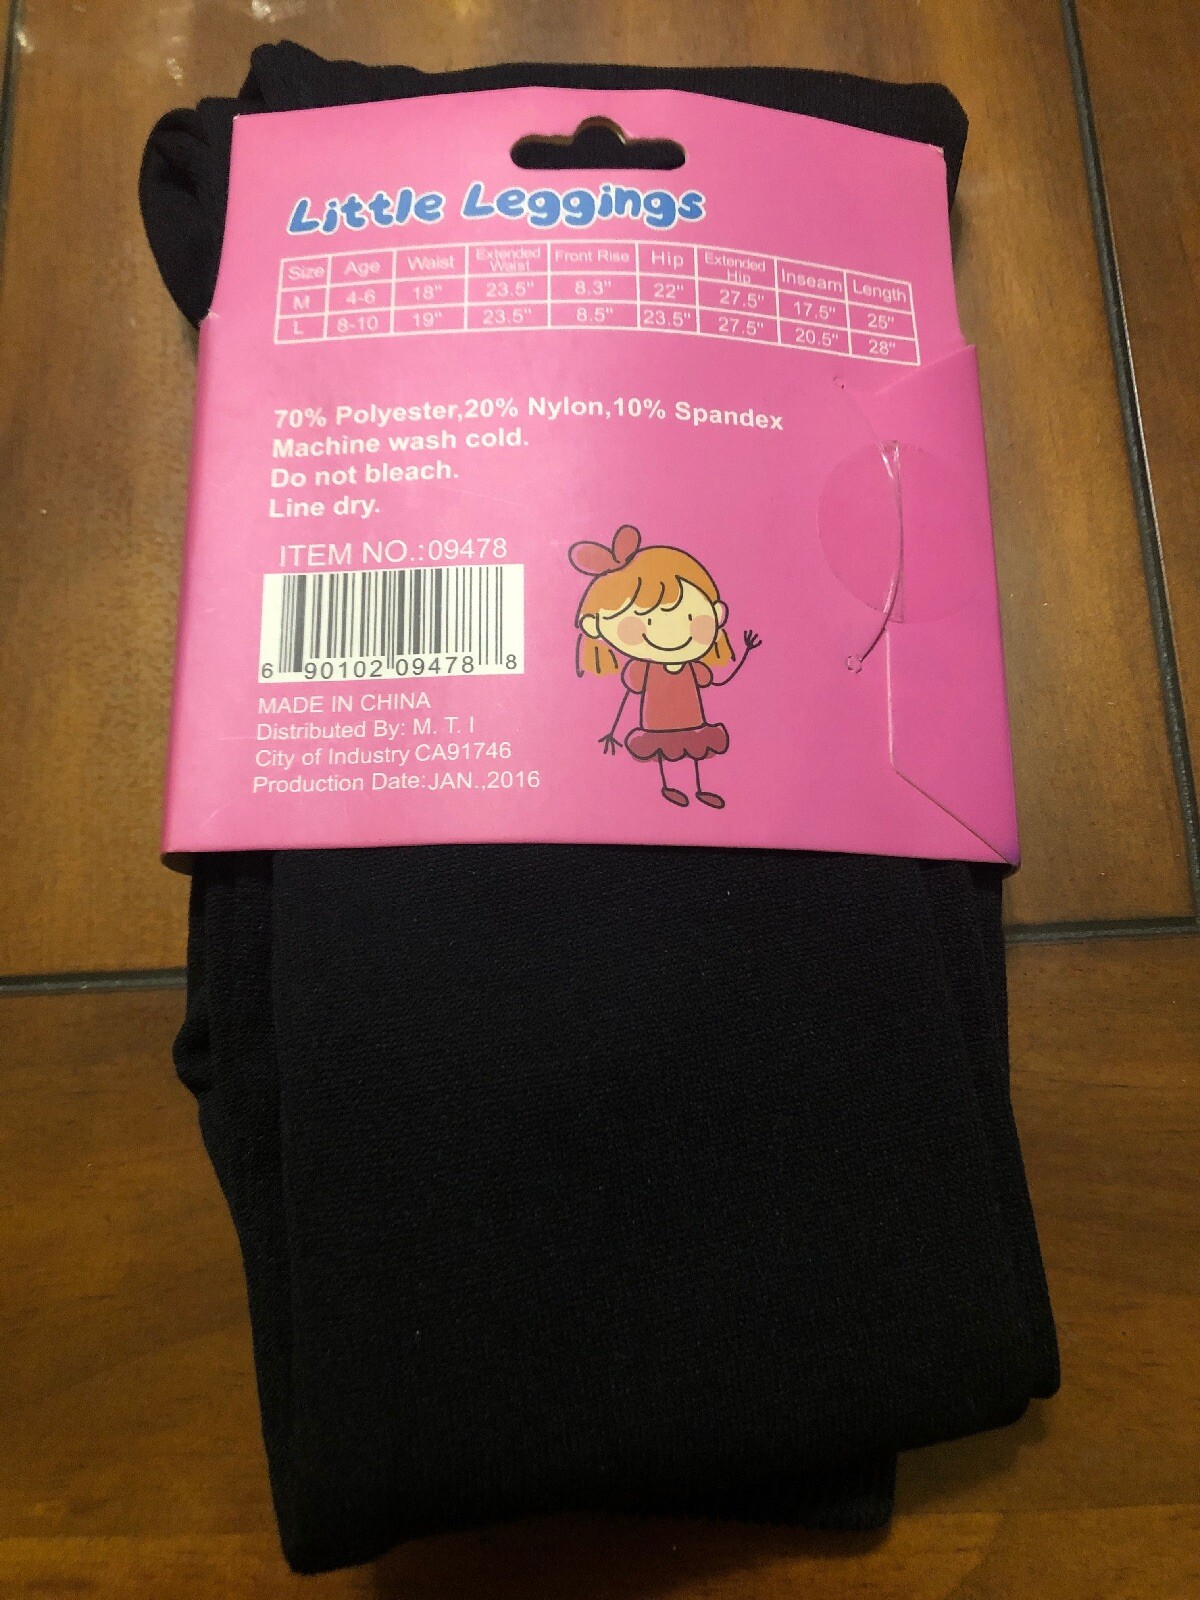 Little Leggings
Size Age Waist Extended Waist Front Rise Hip Extended Hip Inseam Length
M 4-6 18" 23.5" 8.3" 22" 27.5" 17.5" 25"
L 8-10 19" 23.5" 8.5" 23.5" 27.5" 20.5" 28"
70% Polyester,20% Nylon,10% Spandex
Machine wash cold.
Do not bleach.
Line dry.
ITEM NO.:09478
6 90102 09478 8
MADE IN CHINA
Distributed By: M. T. I
City of Industry CA91746
Production Date:JAN.,2016